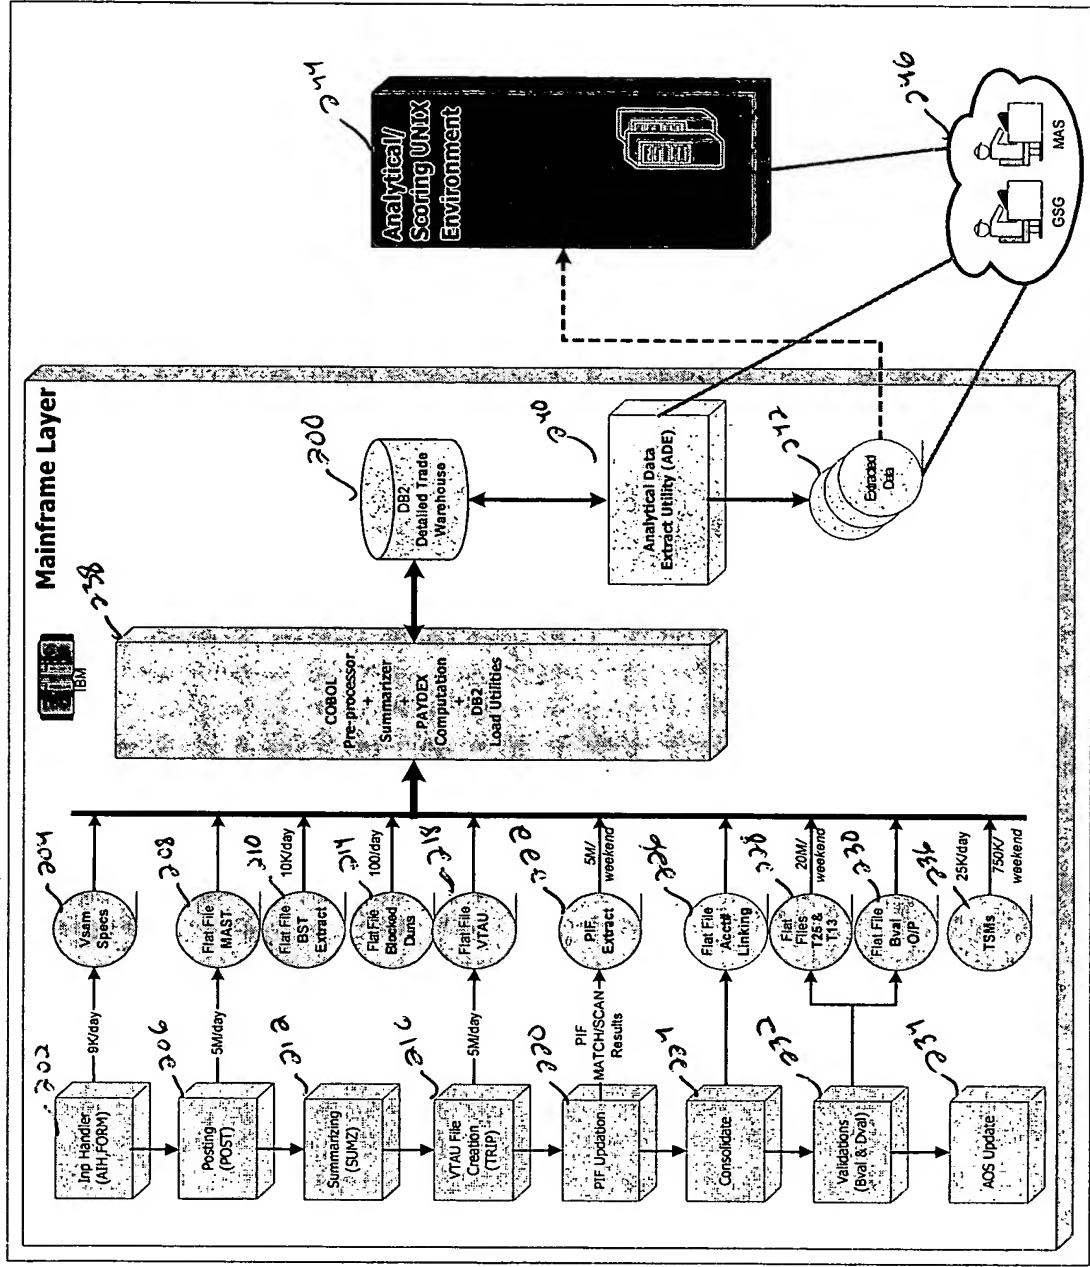 Mainframe Layer
IBM
202
Inp Handler
(AIH,FORM)
9K/day
204
Vsam
Specs
206
Posting
(POST)
5M/day
208
Flat File
MAST.
210
Flat File
BST
Extract
10K/day
212
Summarizing
(SUMZ)
214
Flat File
Blocked
Duns
100/day
216
VTAU File
Creation
(TRIP)
5M/day
218
Flat File
VTAU
220
PIF Updation
PIF
MATCH/SCAN
Results
222
PIF
Extract
5M/
weekend
224
Consolidate
226
Flat File
Acct#
Linking
228
Flat
Files
T25 &
T13
20M/
weekend
230
Flat File
Bval
O/P
232
Validations
(Bval & Dval)
234
AOS Update
236
TSMs
25K/day
750K/
weekend
238
COBOL
Pre-processor
+
Summarizer
+
PAYDEX
Computation
+
DB2
Load Utilities
200
DB2
Detailed Trade
Warehouse
240
Analytical Data
Extract Utility (ADE)
242
Extracted
Data
244
Analytical/
Scoring UNIX
Environment
246
GSG
MAS